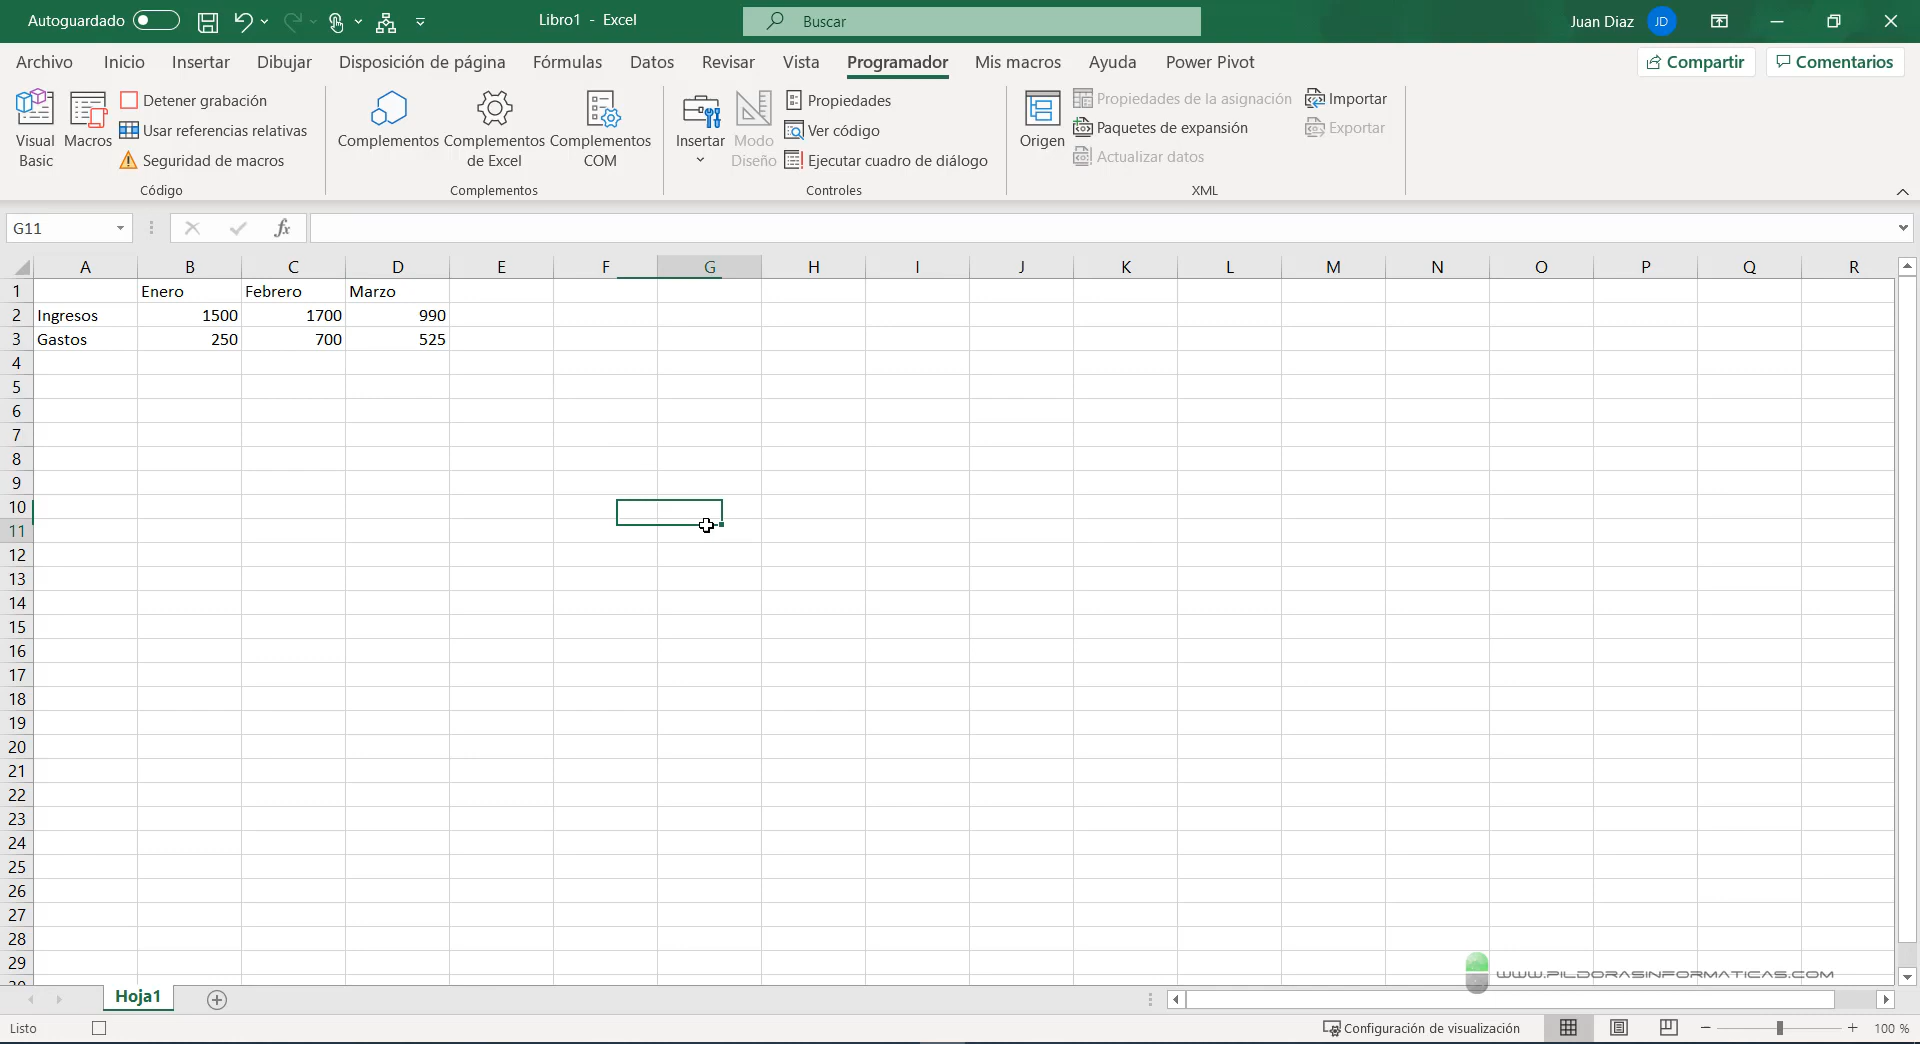 Autoguardado
Libro1 - Excel
Buscar
Juan Diaz
JD
Archivo Inicio Insertar Dibujar Disposición de página Fórmulas Datos Revisar Vista Programador Mis macros Ayuda Power Pivot
Compartir Comentarios
Visual Basic
Macros
Detener grabación
Usar referencias relativas
Seguridad de macros
Código
Complementos
Complementos de Excel
Complementos COM
Complementos
Insertar
Modo Diseño
Propiedades
Ver código
Ejecutar cuadro de diálogo
Controles
Origen
Propiedades de la asignación
Paquetes de expansión
Actualizar datos
Importar
Exportar
XML
G11
fx
A B C D E F G H I J K L M N O P Q R
1 Enero Febrero Marzo
2 Ingresos 1500 1700 990
3 Gastos 250 700 525
4
5
6
7
8
9
10
11
12
13
14
15
16
17
18
19
20
21
22
23
24
25
26
27
28
29
WWW.PILDORASINFORMATICAS.COM
Hoja1
Listo
Configuración de visualización
100 %